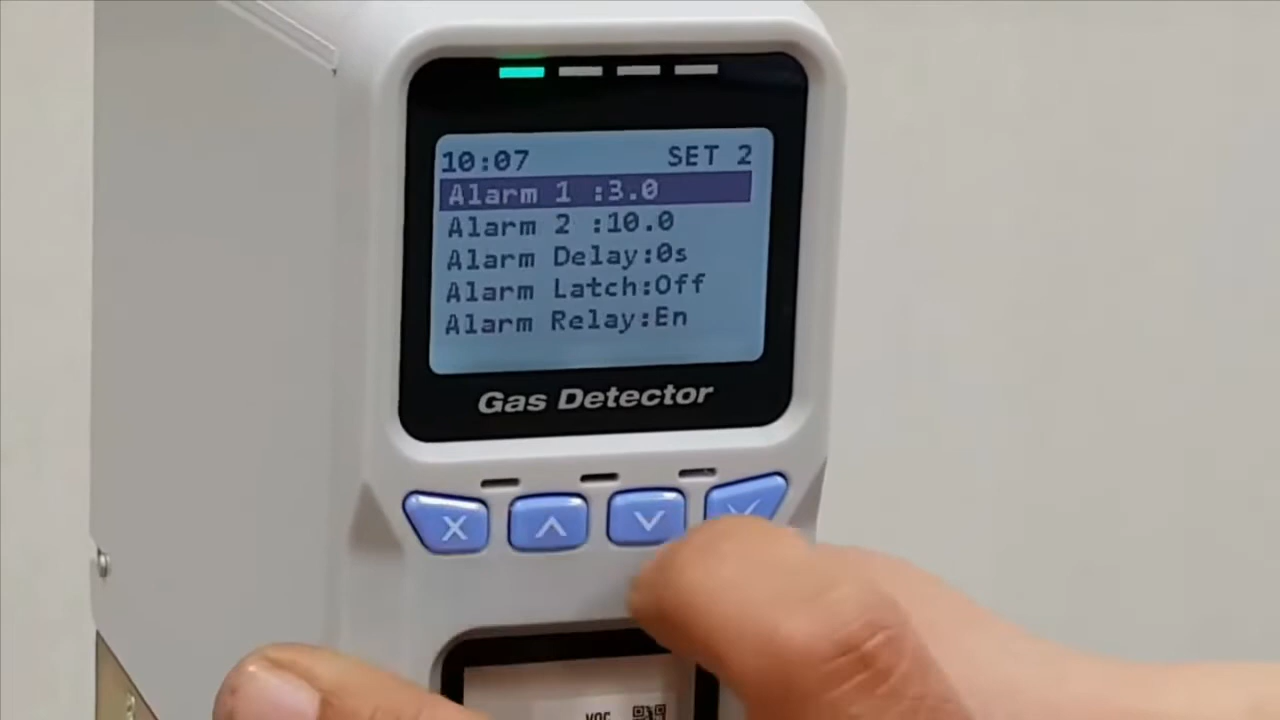 10:07 SET 2
Alarm 1 :3.0
Alarm 2 :10.0
Alarm Delay:0s
Alarm Latch:Off
Alarm Relay:En
Gas Detector
X
VOC